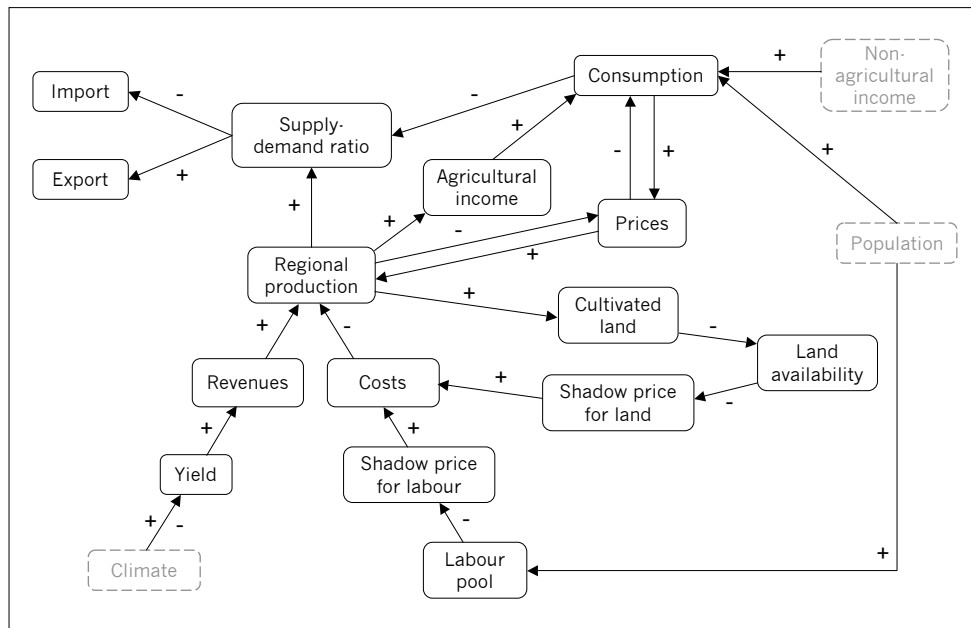 Import
Export
Supply-
demand ratio
Consumption
Non-
agricultural
income
Agricultural
income
Prices
Population
Regional
production
Cultivated
land
Land
availability
Revenues
Costs
Shadow price
for land
Yield
Shadow price
for labour
Climate
Labour
pool
-
+
-
+
+
+
-
+
+
+
-
+
+
+
-
-
+
+
-
+
+
-
-
+
+